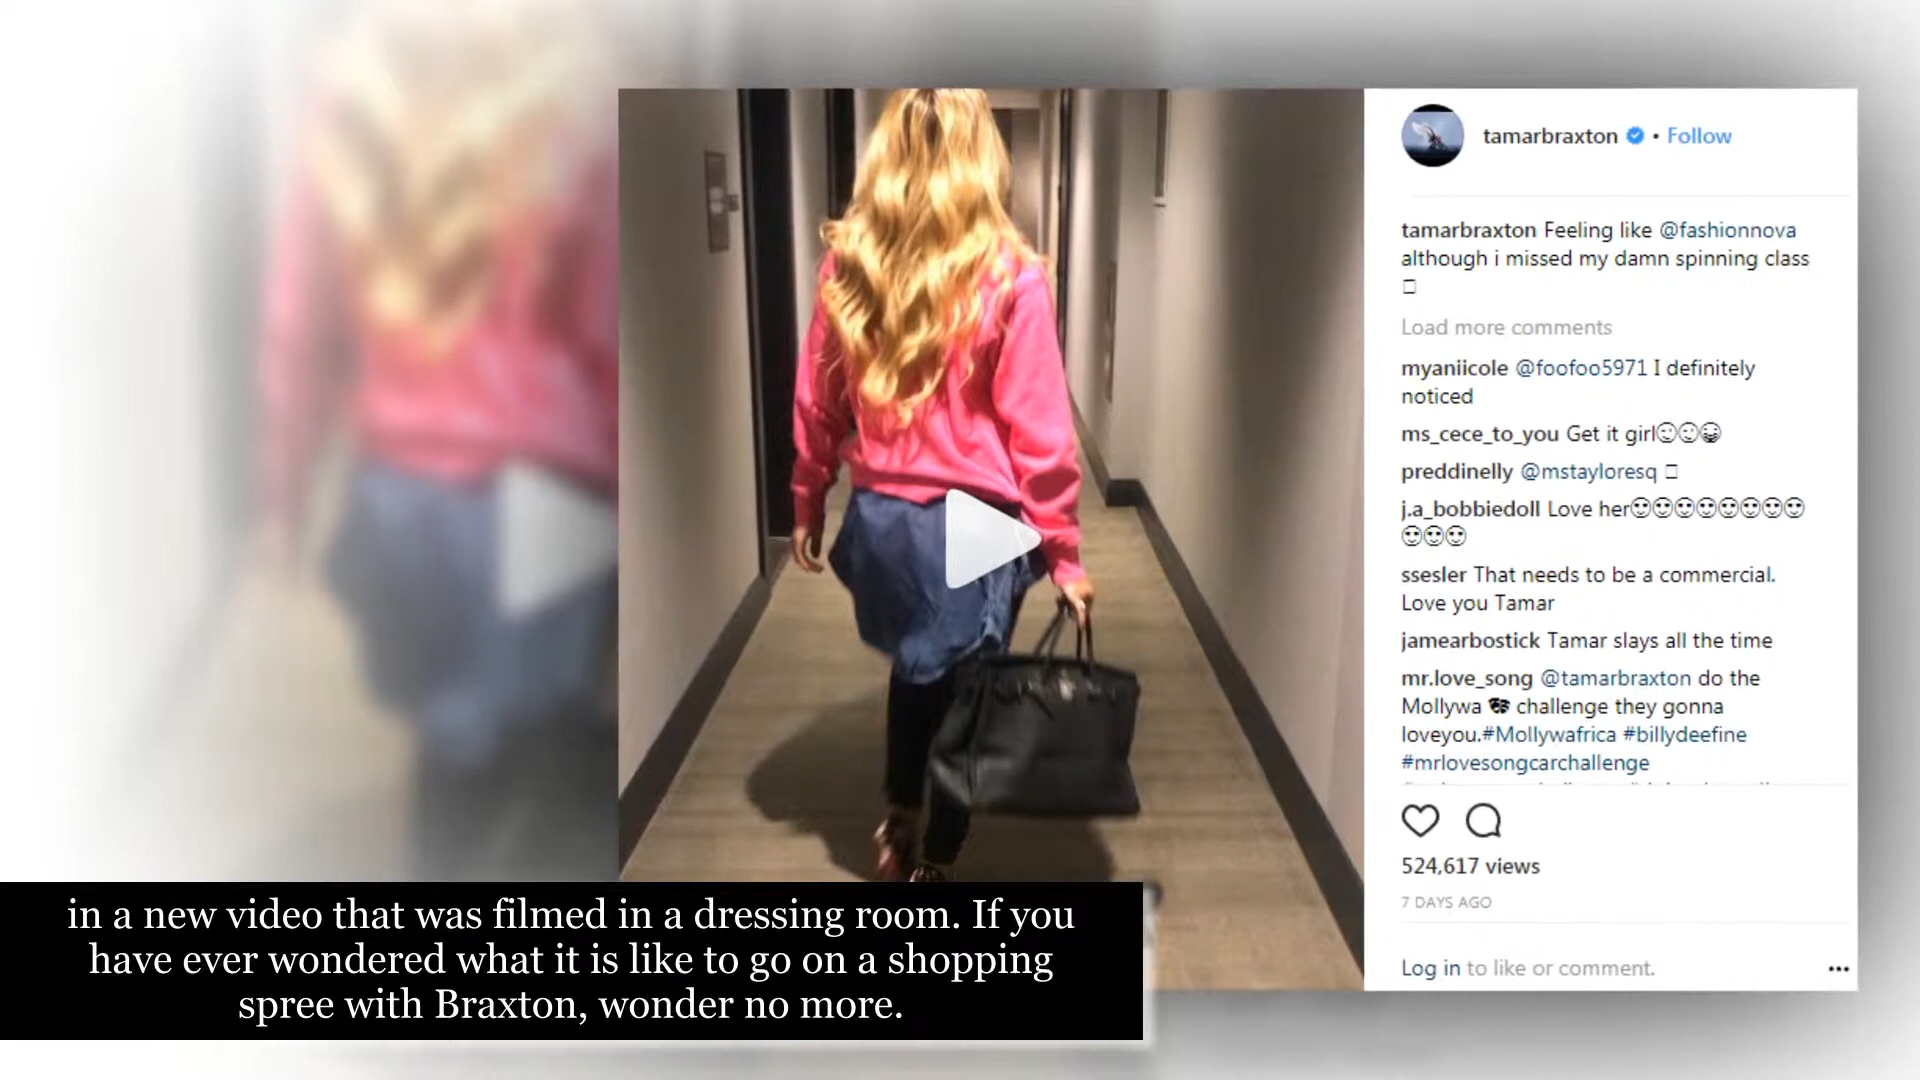 tamarbraxton • Follow
tamarbraxton Feeling like @fashionnova
although i missed my damn spinning class
Load more comments
myaniicole @foofoo5971 I definitely
noticed
ms_cece_to_you Get it girl
preddinelly @mstayloresq
j.a_bobbiedoll Love her
ssesler That needs to be a commercial.
Love you Tamar
jamearbostick Tamar slays all the time
mr.love_song @tamarbraxton do the
Mollywa challenge they gonna
loveyou.#Mollywafrica #billydeefine
#mrlovesongcarchallenge
524,617 views
7 DAYS AGO
Log in to like or comment.
in a new video that was filmed in a dressing room. If you
have ever wondered what it is like to go on a shopping
spree with Braxton, wonder no more.